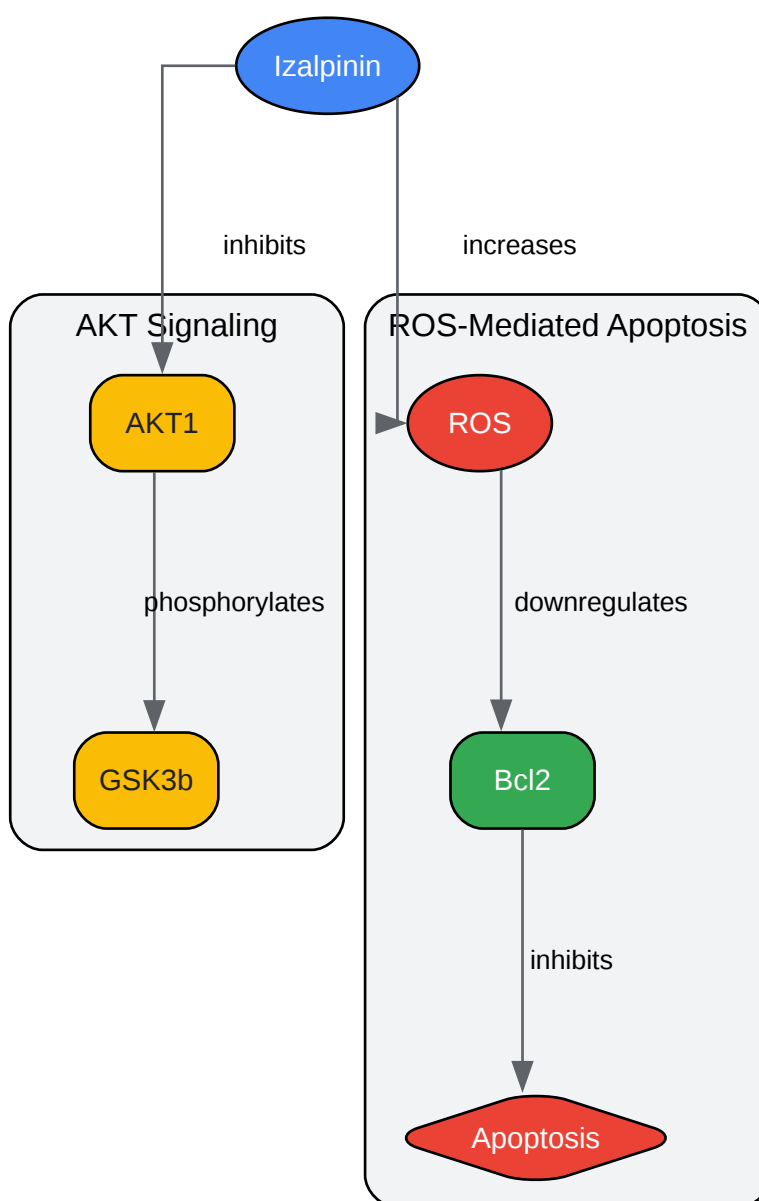 Izalpinin
inhibits
increases
AKT Signaling
ROS-Mediated Apoptosis
AKT1
ROS
phosphorylates
downregulates
GSK3b
Bcl2
inhibits
Apoptosis